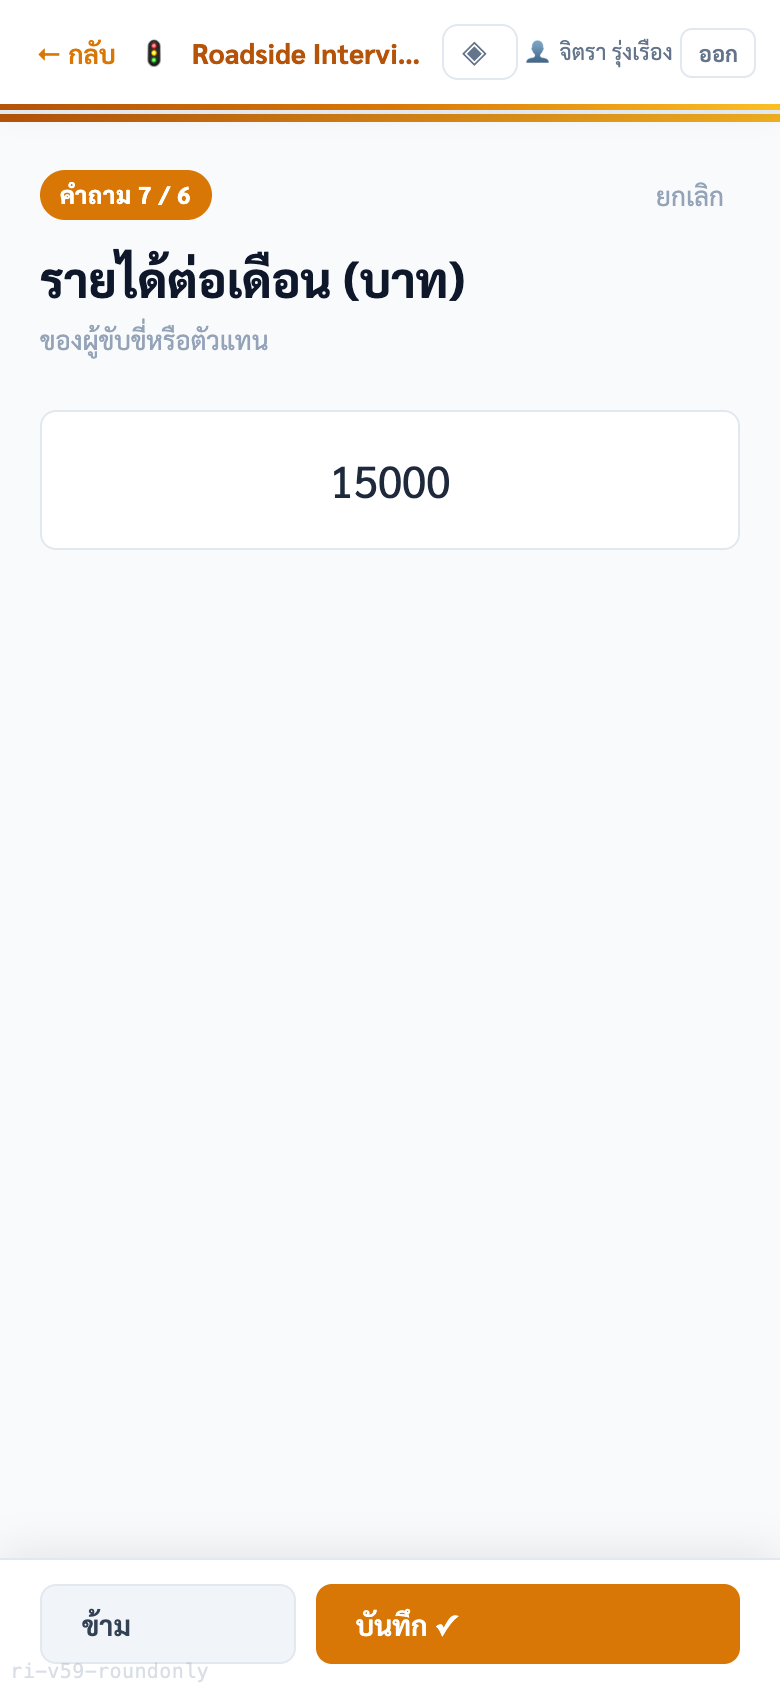 ← กลับ 🚦 Roadside Intervi... ◈ 👤 จิตรา รุ่งเรือง ออก
คำถาม 7 / 6 ยกเลิก
รายได้ต่อเดือน (บาท)
ของผู้ขับขี่หรือตัวแทน
15000
ข้าม บันทึก ✓
ri-v59-roundonly